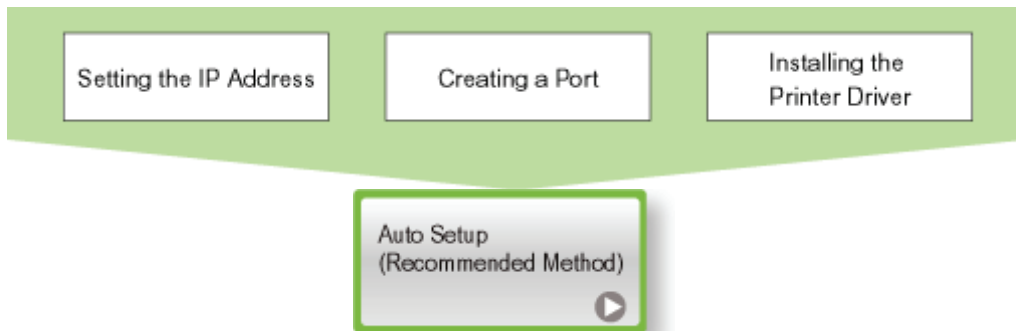 Setting the IP Address
Creating a Port
Installing the
Printer Driver
Auto Setup
(Recommended Method)